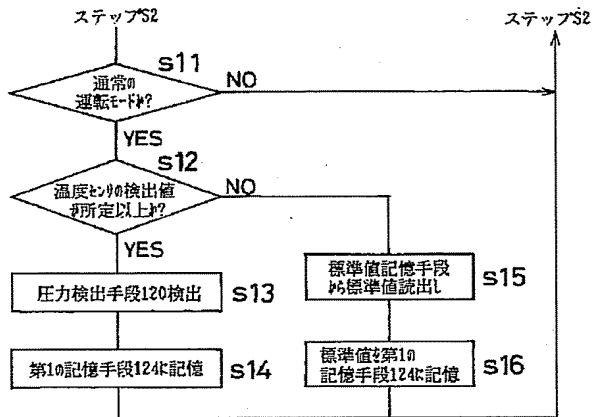 ステップS2
ステップS2
s11
通常の
運転モードか?
NO
YES
s12
温度センサの検出値
が所定以上か?
NO
YES
圧力検出手段120検出
s13
標準値記憶手段
から標準値読出し
s15
第1の記憶手段124に記憶
s14
標準値を第1の
記憶手段124に記憶
s16